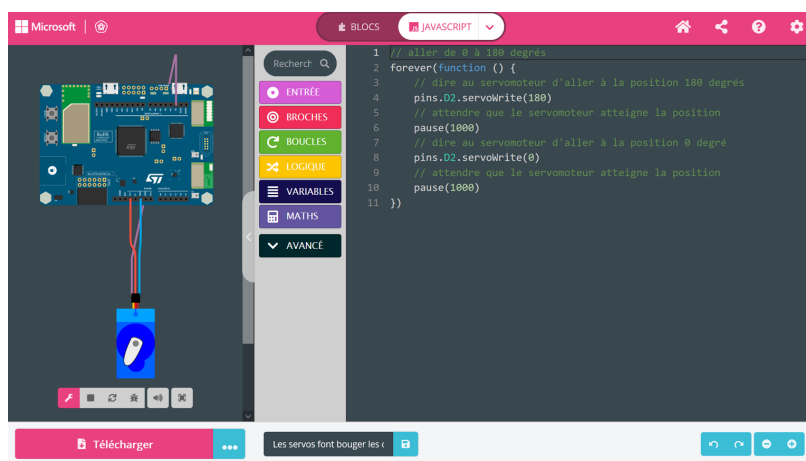 Microsoft
BLOCS
JAVASCRIPT
Recherch
ENTRÉE
BROCHES
BOUCLES
LOGIQUE
VARIABLES
MATHS
AVANCÉ
1 // aller de 0 à 180 degrés
2 forever(function () {
3 // dire au servomoteur d'aller à la position 180 degrés
4 pins.D2.servoWrite(180)
5 // attendre que le servomoteur atteigne la position
6 pause(1000)
7 // dire au servomoteur d'aller à la position 0 degré
8 pins.D2.servoWrite(0)
9 // attendre que le servomoteur atteigne la position
10 pause(1000)
11 })
Télécharger
Les servos font bouger les c